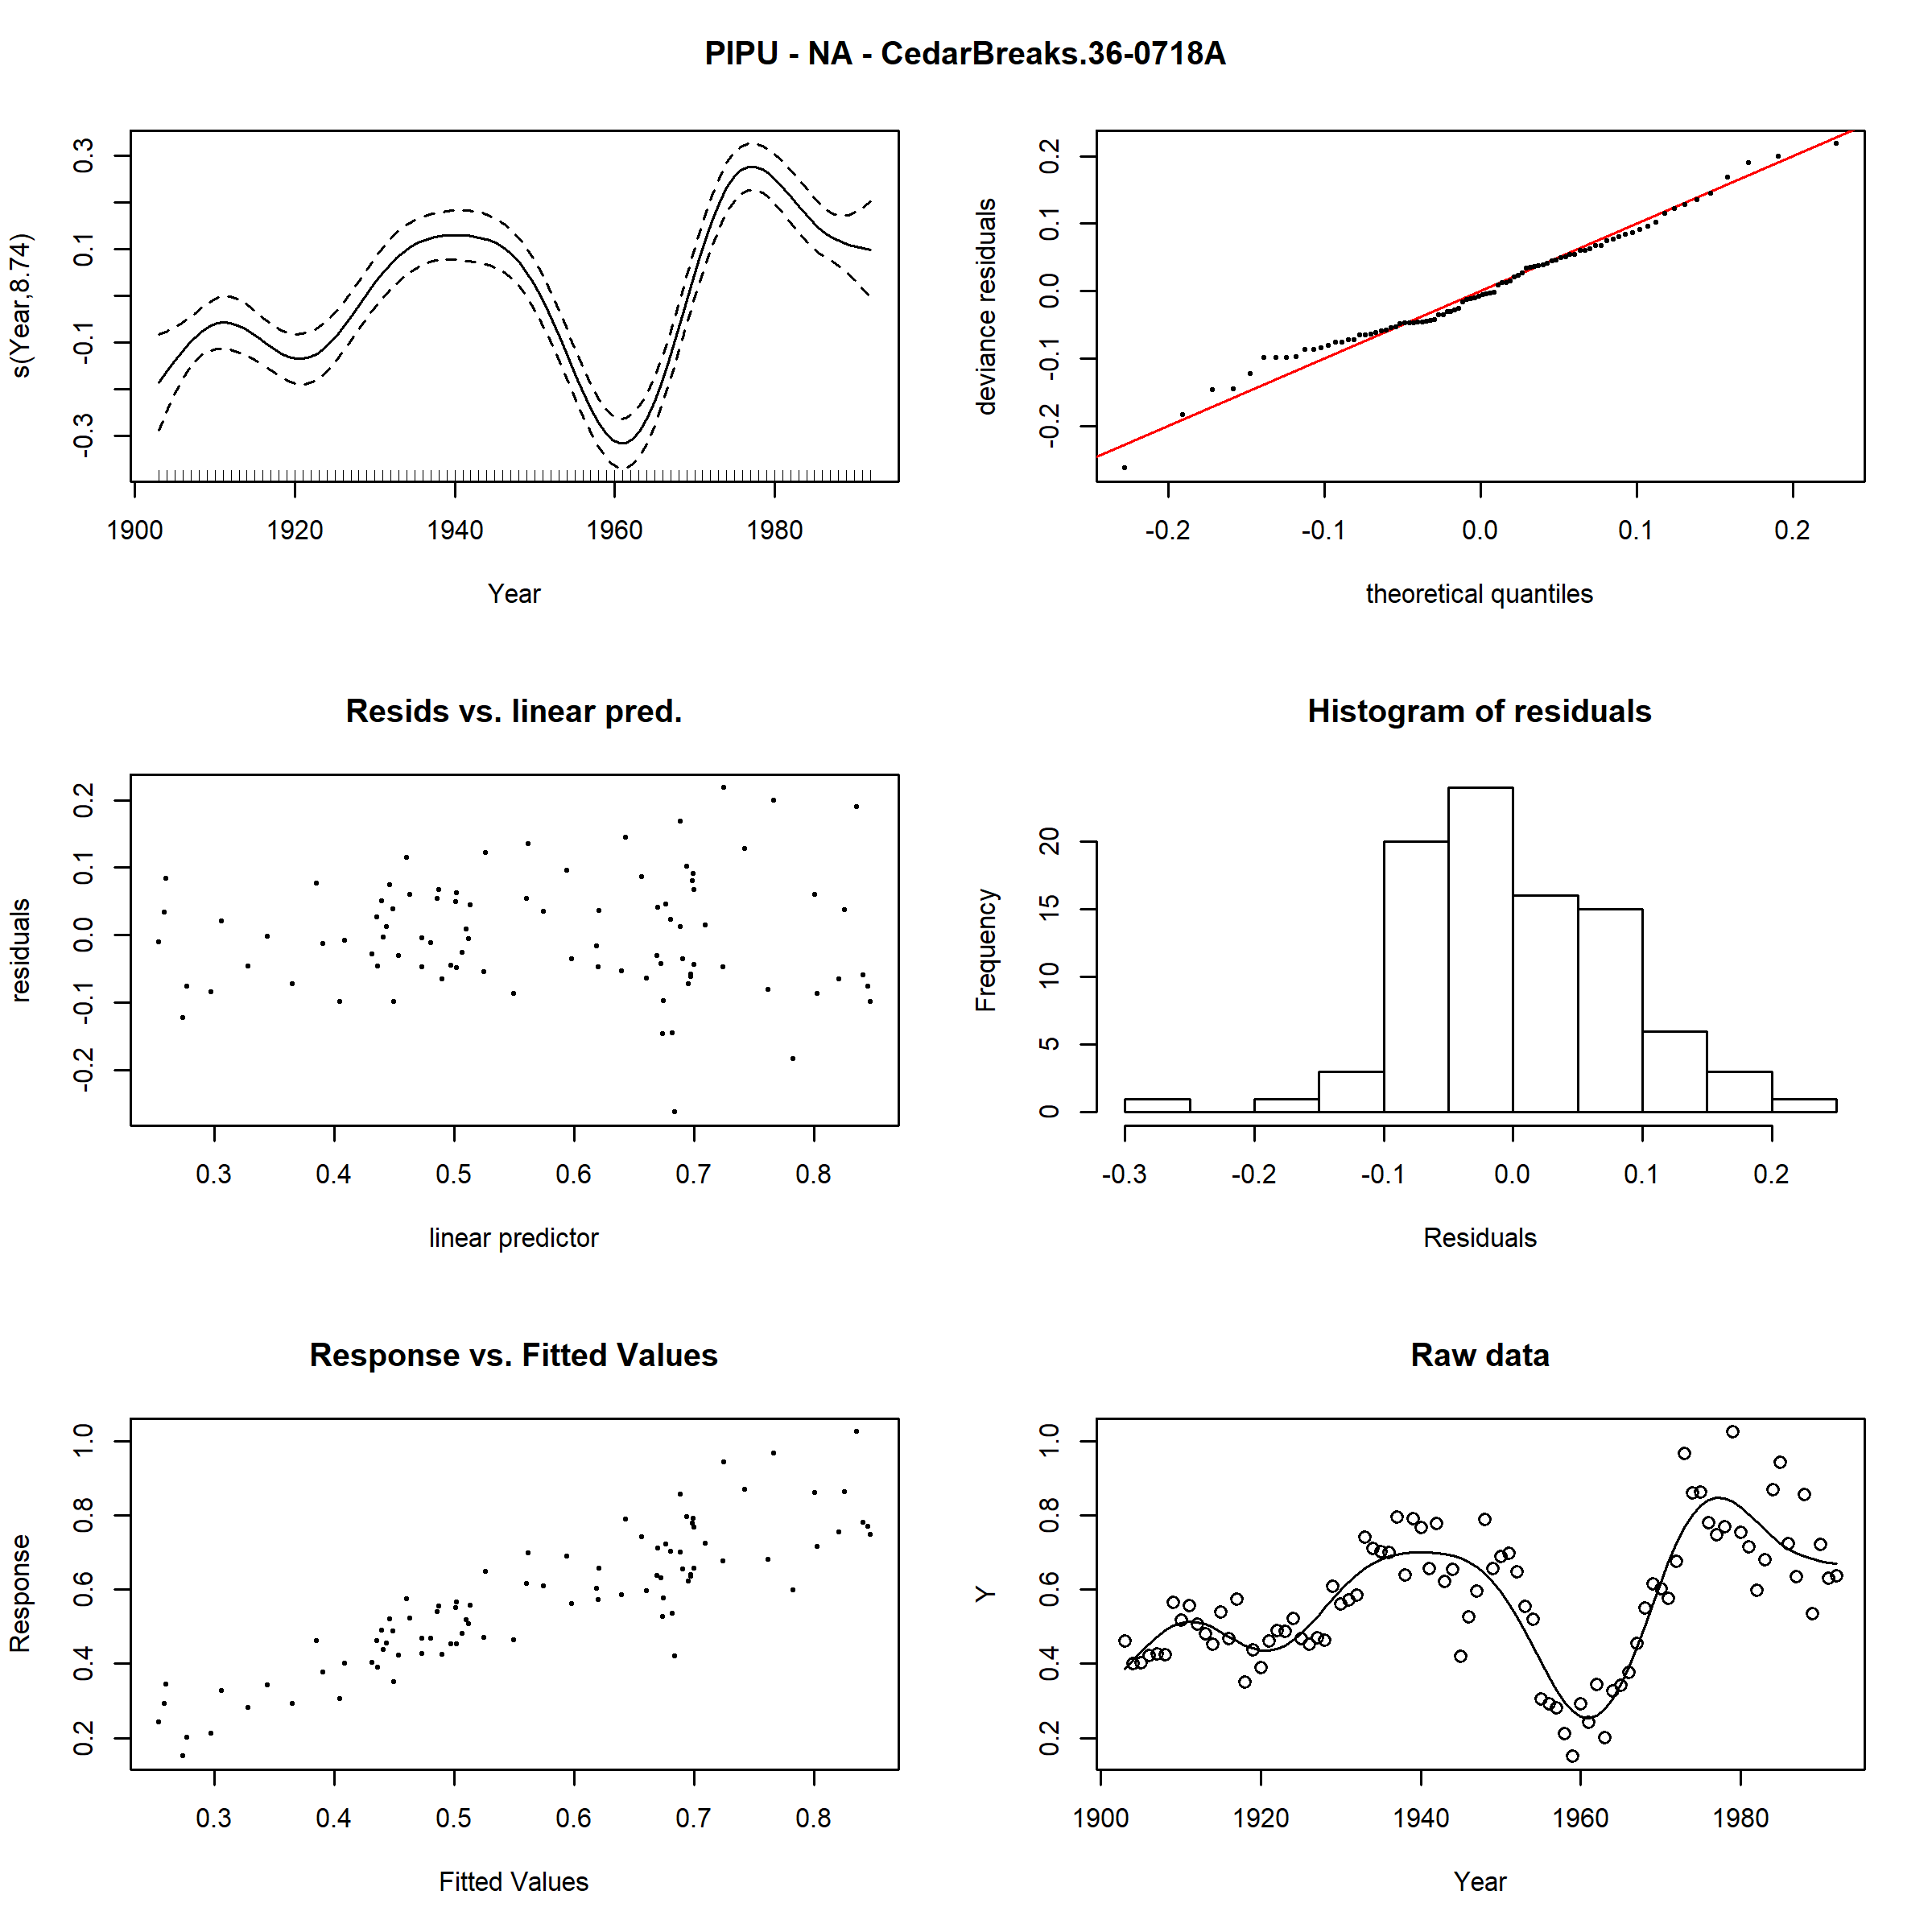 PIPU - NA - CedarBreaks.36-0718A
s(Year,8.74)
0.3
0.1
-0.1
-0.3
1900 1920 1940 1960 1980
Year
deviance residuals
0.2
0.1
0.0
-0.1
-0.2
-0.2 -0.1 0.0 0.1 0.2
theoretical quantiles
Resids vs. linear pred.
residuals
0.2
0.1
0.0
-0.1
-0.2
0.3 0.4 0.5 0.6 0.7 0.8
linear predictor
Histogram of residuals
Frequency
20
15
10
5
0
-0.3 -0.2 -0.1 0.0 0.1 0.2
Residuals
Response vs. Fitted Values
Response
1.0
0.8
0.6
0.4
0.2
0.3 0.4 0.5 0.6 0.7 0.8
Fitted Values
Raw data
Y
1.0
0.8
0.6
0.4
0.2
1900 1920 1940 1960 1980
Year